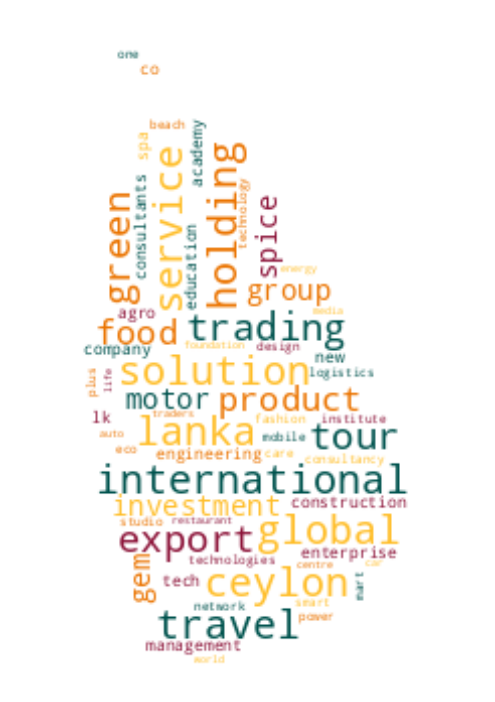 one
co
beach
spa
academy
service
holding
consultants
technology
green
spice
education
energy
group
media
agro
food
trading
company
foundation
design
new
solution
logistics
plus
life
motor
product
traders
lk
lanka
fashion
institute
auto
mobile
tour
eco
engineering
care
consultancy
international
investment
construction
studio
restaurant
export
global
enterprise
technologies
gem
centre
car
tech
ceylon
mart
network
smart
travel
power
management
world